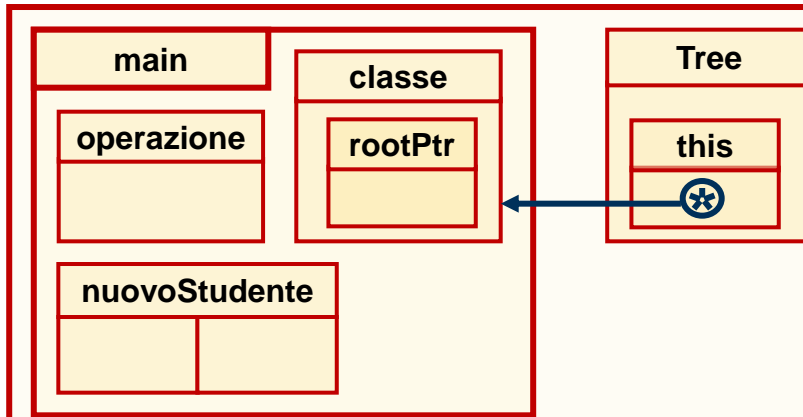 main
classe
Tree
operazione
rootPtr
this
nuovoStudente